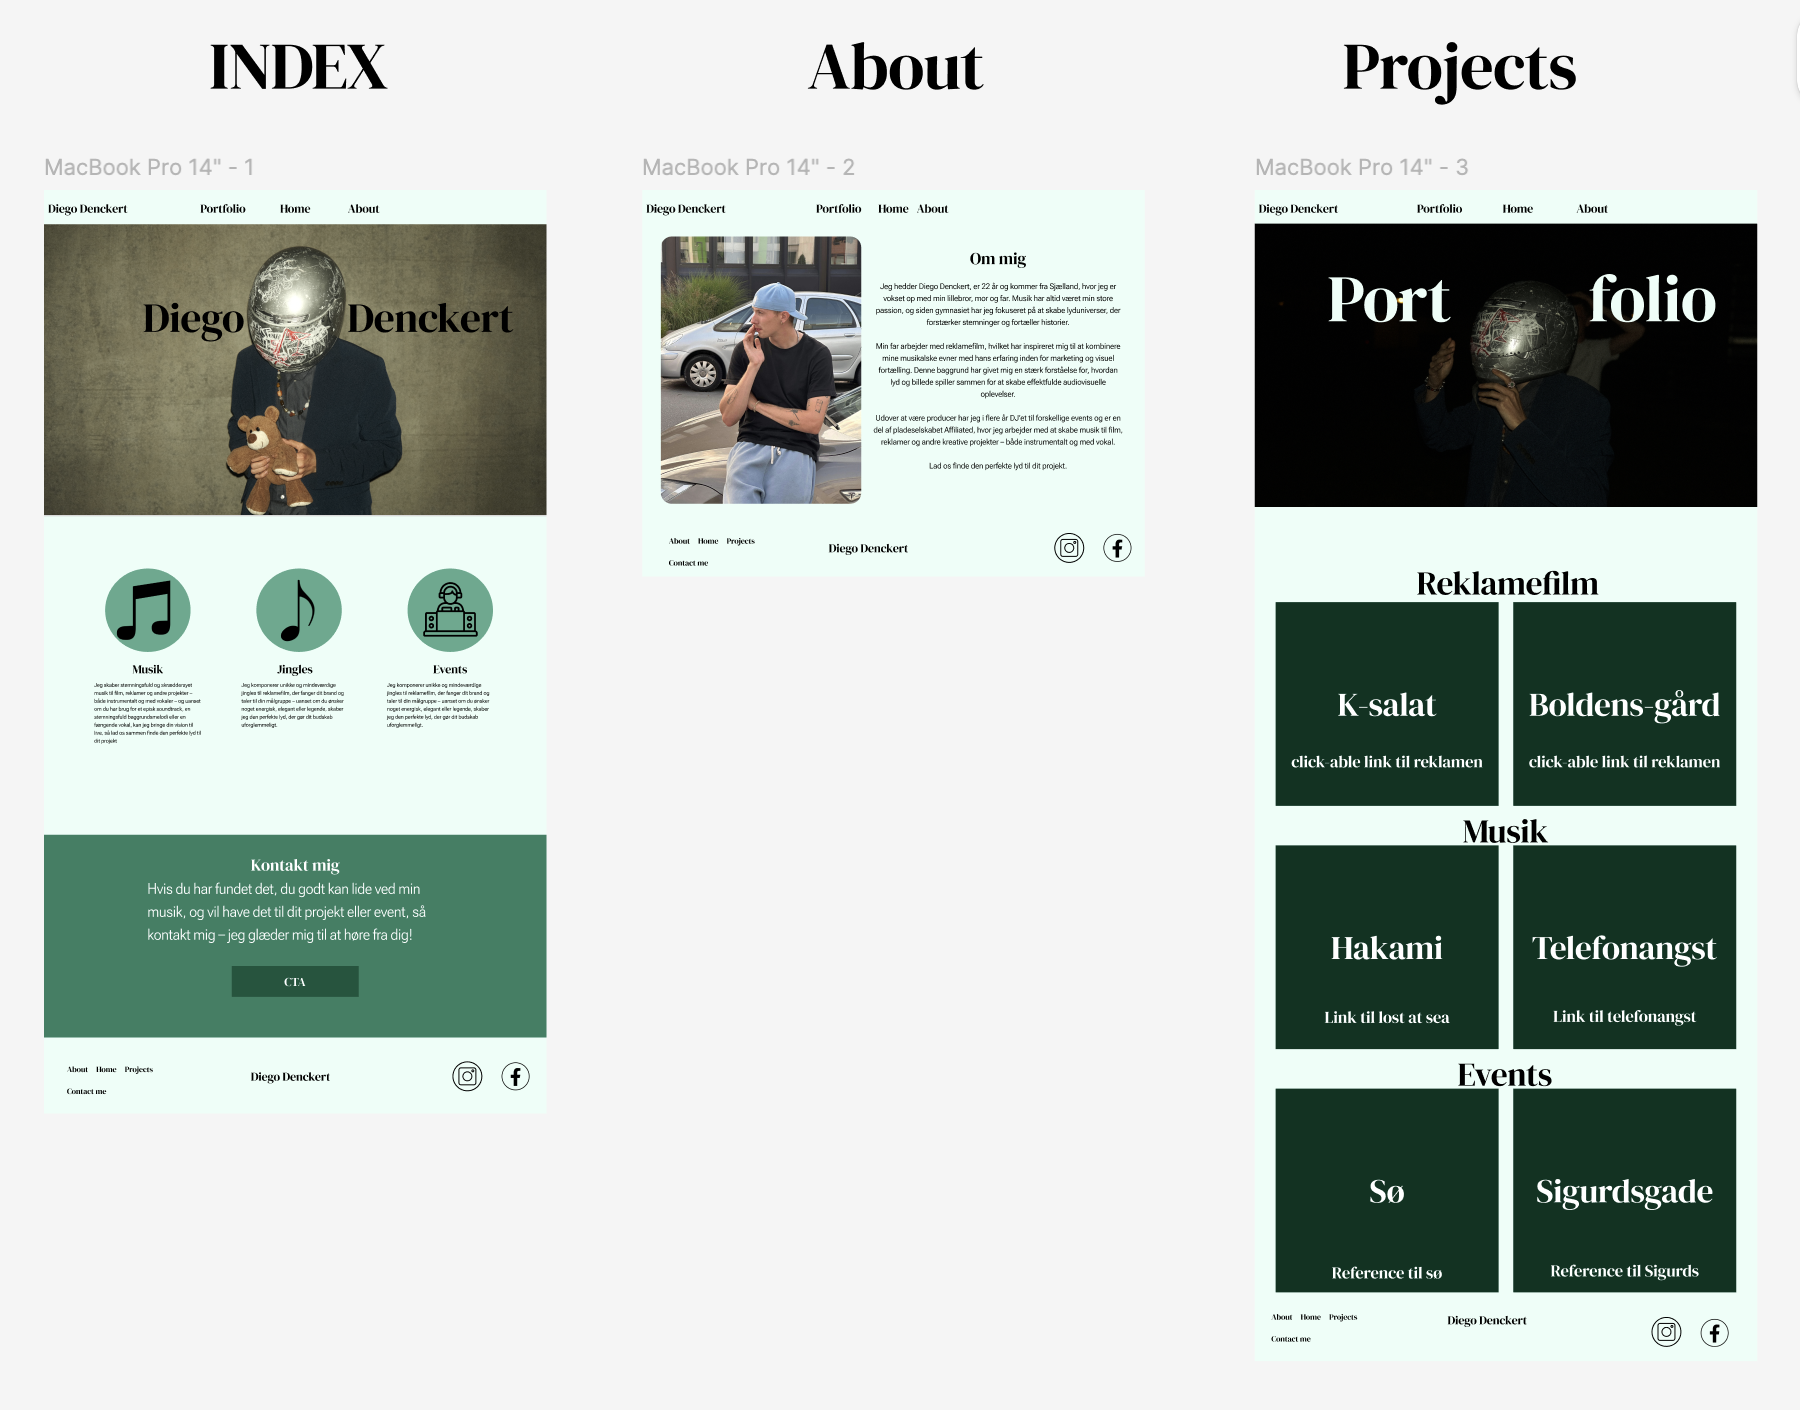 INDEX
About
Projects
MacBook Pro 14" - 1
Diego Denckert
Portfolio
Home
About
Diego
Denckert
Musik
Jeg skaber stemningsfuld og skræddersyet
musik til film, reklamer og andre projekter –
både instrumentalt og med vokaler – og uanset
om du har brug for et episk soundtrack, en
stemningsfuld baggrundsmelodi eller en
fængende vokal, kan jeg bringe din vision til
live, så lad os sammen finde den perfekte lyd til
dit projekt
Jingles
Jeg komponerer unikke og mindeværdige
jingles til reklamefilm, der fanger dit brand og
taler til din målgruppe – uanset om du ønsker
noget energisk, elegant eller legende, skaber
jeg den perfekte lyd, der gør dit budskab
uforglemmeligt.
Events
Jeg komponerer unikke og mindeværdige
jingles til reklamefilm, der fanger dit brand og
taler til din målgruppe – uanset om du ønsker
noget energisk, elegant eller legende, skaber
jeg den perfekte lyd, der gør dit budskab
uforglemmeligt.
Kontakt mig
Hvis du har fundet det, du godt kan lide ved min
musik, og vil have det til dit projekt eller event, så
kontakt mig – jeg glæder mig til at høre fra dig!
CTA
About Home Projects
Contact me
Diego Denckert
MacBook Pro 14" - 2
Diego Denckert
Portfolio
Home
About
Om mig
Jeg hedder Diego Denckert, er 22 år og kommer fra Sjælland, hvor jeg er
vokset op med min lillebror, mor og far. Musik har altid været min store
passion, og siden gymnasiet har jeg fokuseret på at skabe lyduniverser, der
forstærker stemninger og fortæller historier.
Min far arbejder med reklamefilm, hvilket har inspireret mig til at kombinere
mine musikalske evner med hans erfaring inden for marketing og visuel
fortælling. Denne baggrund har givet mig en stærk forståelse for, hvordan
lyd og billede spiller sammen for at skabe effektfulde audiovisuelle
oplevelser.
Udover at være producer har jeg i flere år DJ'et til forskellige events og er en
del af pladeselskabet Affiliated, hvor jeg arbejder med at skabe musik til film,
reklamer og andre kreative projekter – både instrumentalt og med vokal.
Lad os finde den perfekte lyd til dit projekt.
About Home Projects
Contact me
Diego Denckert
MacBook Pro 14" - 3
Diego Denckert
Portfolio
Home
About
Port
folio
Reklamefilm
K-salat
click-able link til reklamen
Boldens-gård
click-able link til reklamen
Musik
Hakami
Link til lost at sea
Telefonangst
Link til telefonangst
Events
Sø
Reference til sø
Sigurdsgade
Reference til Sigurds
About Home Projects
Contact me
Diego Denckert